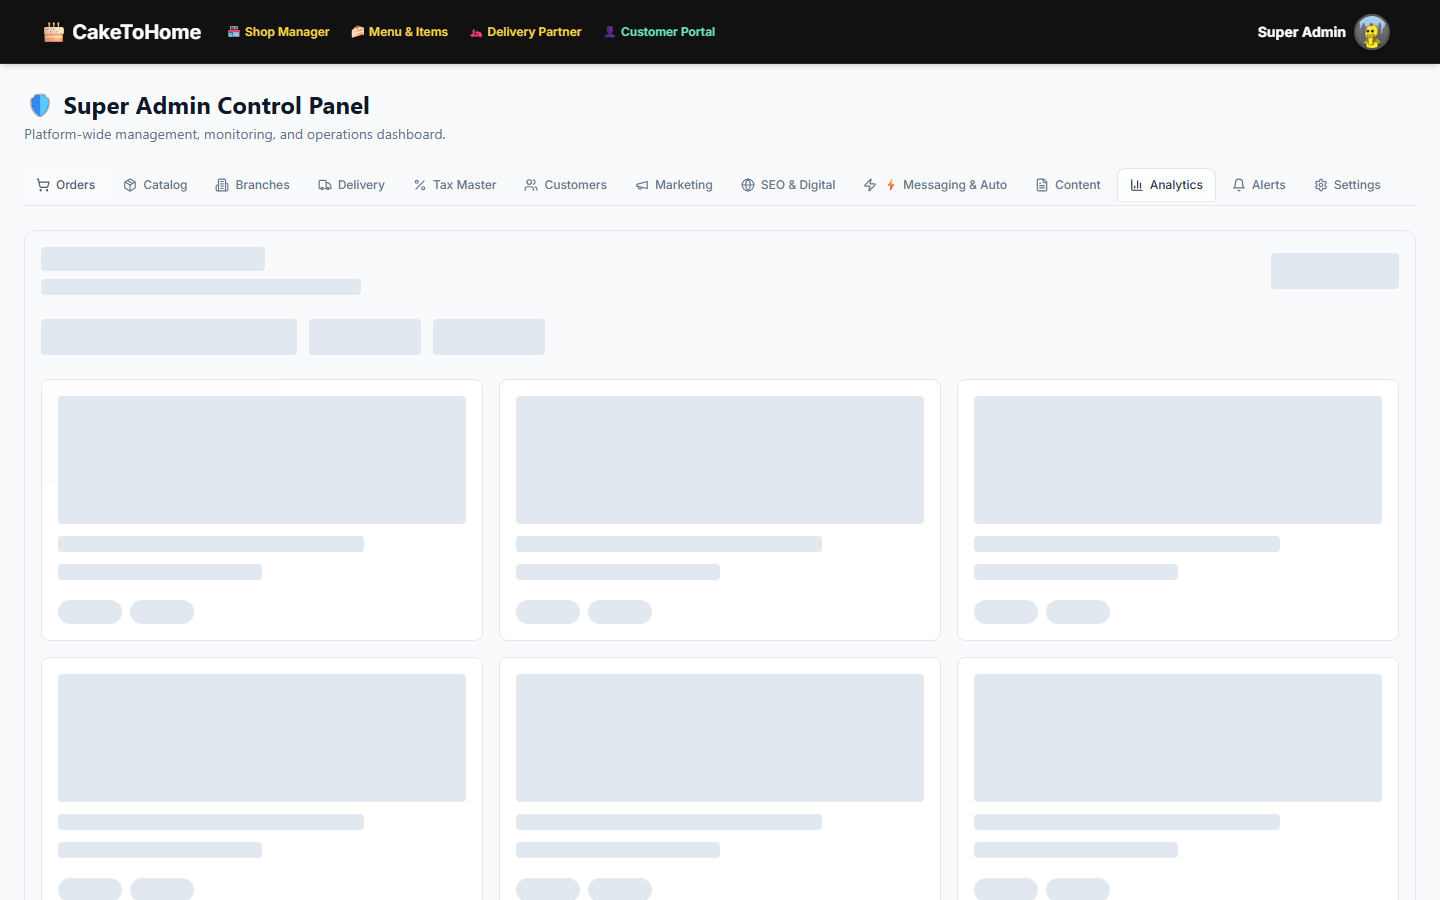 CakeToHome Shop Manager Menu & Items Delivery Partner Customer Portal Super Admin
Super Admin Control Panel
Platform-wide management, monitoring, and operations dashboard.
Orders Catalog Branches Delivery Tax Master Customers Marketing SEO & Digital Messaging & Auto Content Analytics Alerts Settings